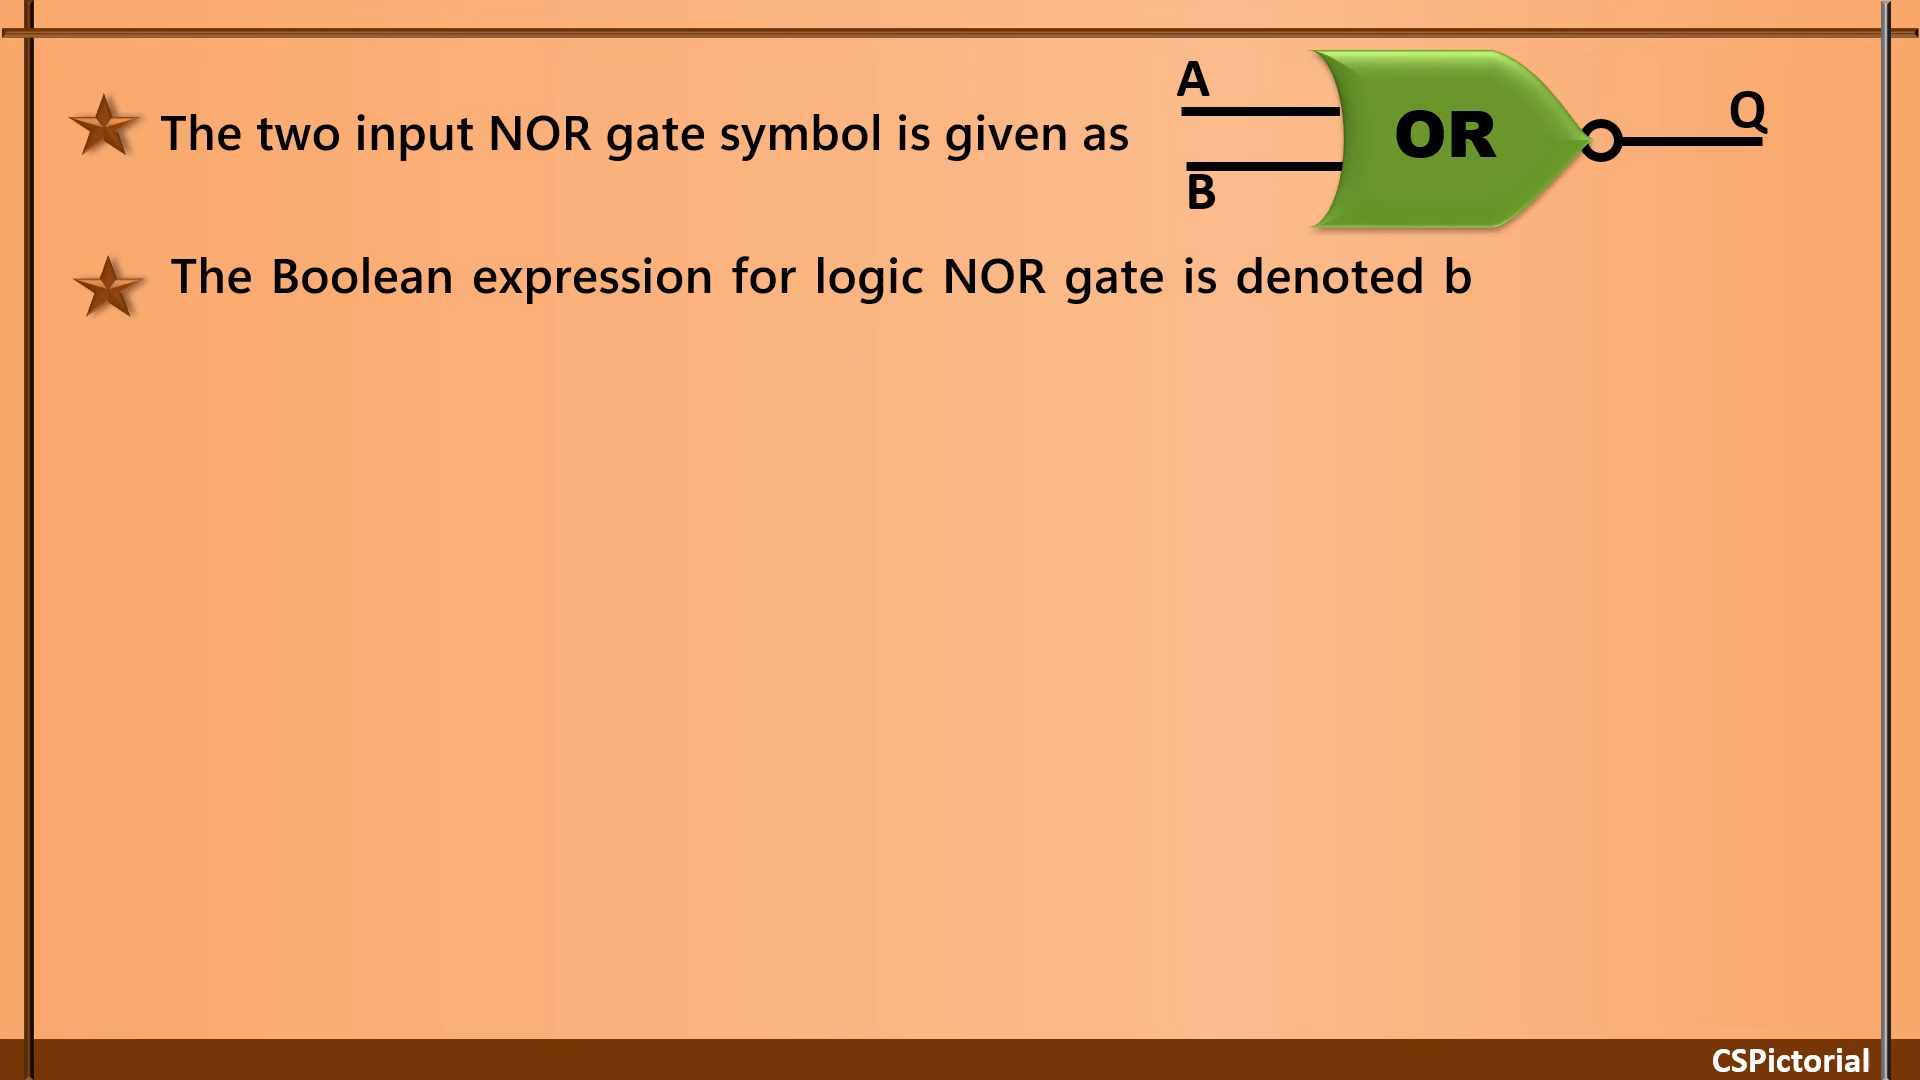 A
The two input NOR gate symbol is given as
OR
Q
B
The Boolean expression for logic NOR gate is denoted b
CSPictorial